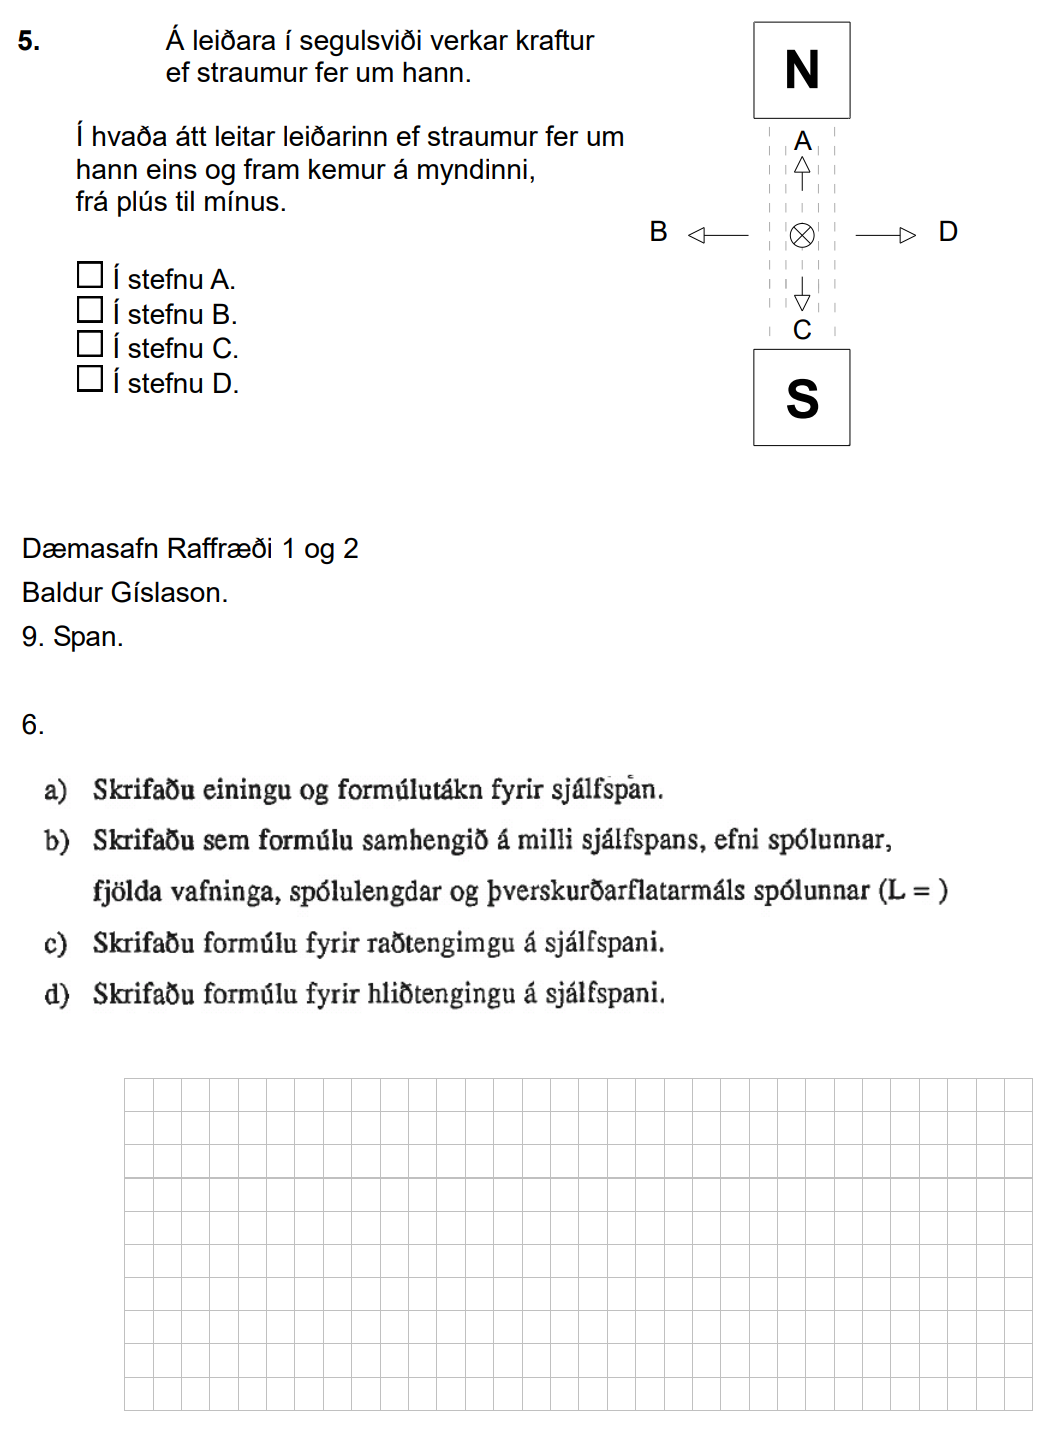 5. Á leiðara í segulsviði verkar kraftur
ef straumur fer um hann.
Í hvaða átt leitar leiðarinn ef straumur fer um
hann eins og fram kemur á myndinni,
frá plús til mínus.
Í stefnu A.
Í stefnu B.
Í stefnu C.
Í stefnu D.
N
A
B
D
C
S
Dæmasafn Raffræði 1 og 2
Baldur Gíslason.
9. Span.
6.
a) Skrifaðu einingu og formúlutákn fyrir sjálfspan.
b) Skrifaðu sem formúlu samhengið á milli sjálfspans, efni spólunnar,
fjölda vafninga, spólulengdar og þverskurðarflatarmáls spólunnar (L = )
c) Skrifaðu formúlu fyrir raðtengimgu á sjálfspani.
d) Skrifaðu formúlu fyrir hliðtengingu á sjálfspani.